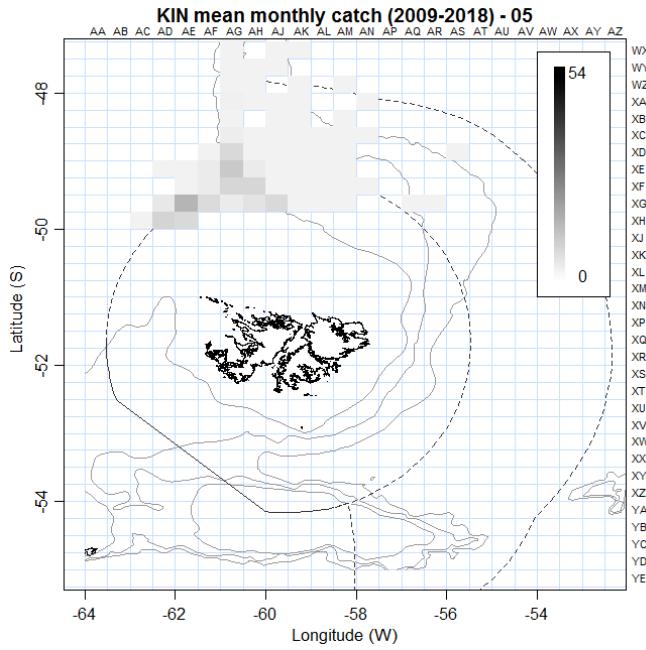 KIN mean monthly catch (2009-2018) - 05
AA AB AC AD AE AF AG AH AJ AK AL AM AN AP AQ AR AS AT AU AV AW AX AY AZ
WX
WY
WZ
XA
XB
XC
XD
XE
XF
XG
XH
XJ
XK
XL
XM
XN
XP
XQ
XR
XS
XT
XU
XV
XW
XX
XY
XZ
YA
YB
YC
YD
YE
54
0
-48
-50
-52
-54
Latitude (S)
-64 -62 -60 -58 -56 -54
Longitude (W)